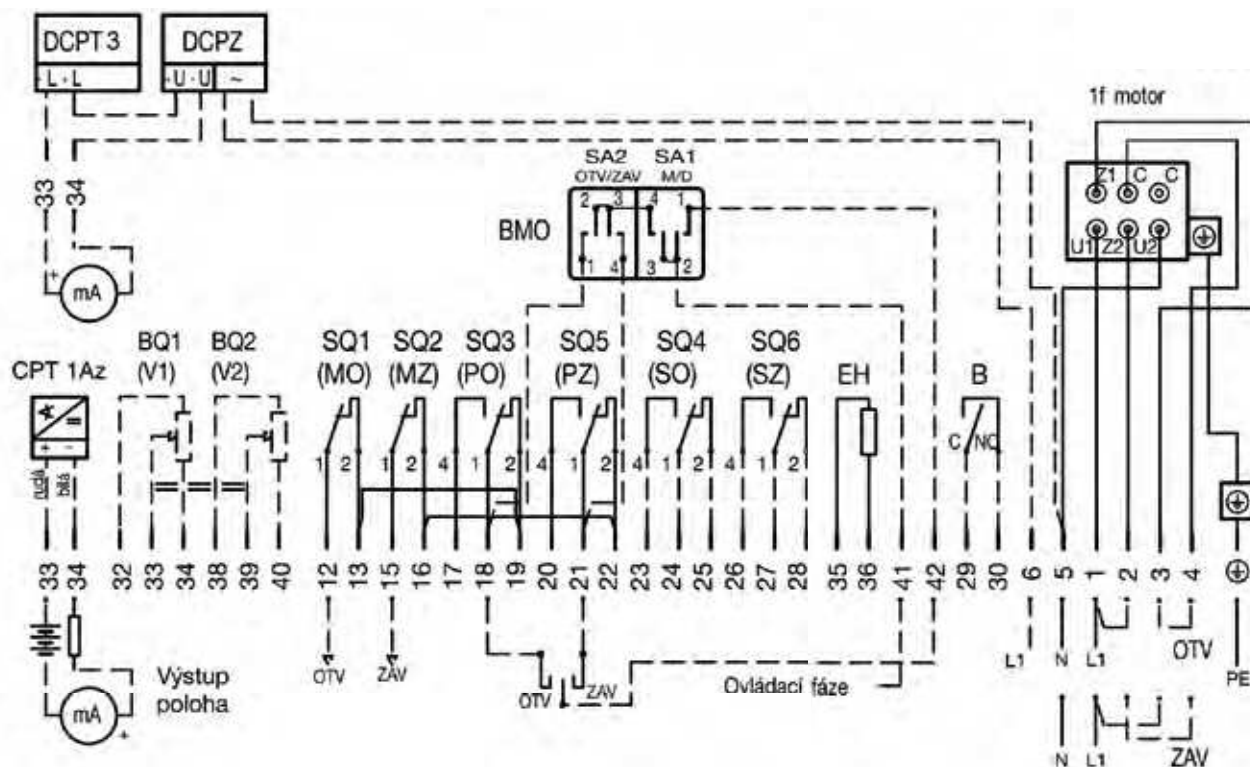 DCPT 3 DCPZ
- L + L - U - U ~
1f motor
SA2 SA1
OTV/ZAV M/D
2 3 4 1
BMO
1 4 3 2
Z1 C C
U1 Z2 U2
33 34
+ mA
BQ1 BQ2 SQ1 SQ2 SQ3 SQ5 SQ4 SQ6
CPT 1Az (V1) (V2) (MO) (MZ) (PO) (PZ) (SO) (SZ) EH B
A
+ -
C NC
rudá bílá
1 2 1 2 4 1 2 4 1 2 4 1 2 4 1 2
33 34 32 33 34 38 39 40 12 13 15 16 17 18 19 20 21 22 23 24 25 26 27 28 35 36 41 42 29 30 6 5 1 2 3 4
OTV ZAV
L1 N L1 OTV PE
Výstup
poloha
OTV ZAV
Ovládací fáze
mA +
N L1 ZAV